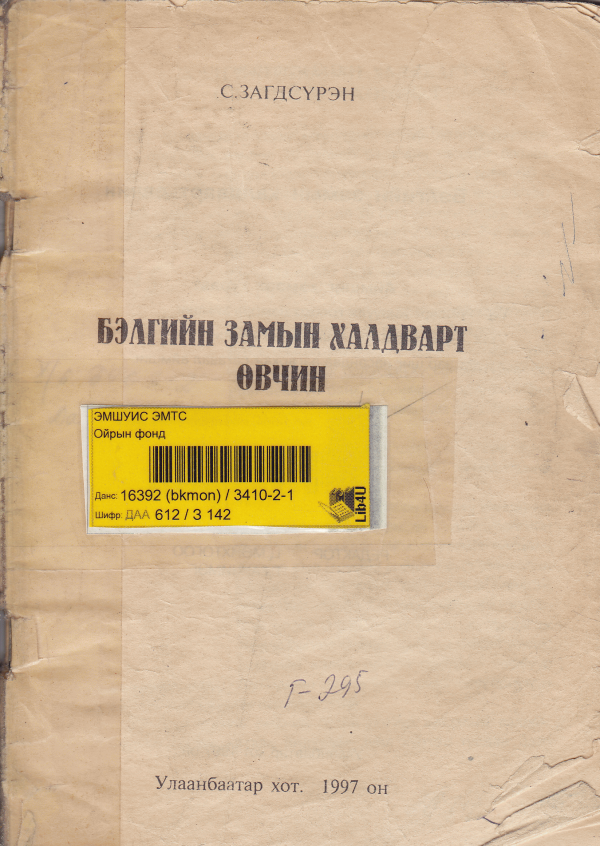 С.ЗАГДСҮРЭН
БЭЛГИЙН ЗАМЫН ХАЛДВАРТ
ӨВЧИН
ЭМШУИС ЭМТС
Ойрын фонд
Данс: 16392 (bkmon) / 3410-2-1
Шифр: ДАА 612 / З 142
Lib4U
Г-295
Улаанбаатар хот. 1997 он